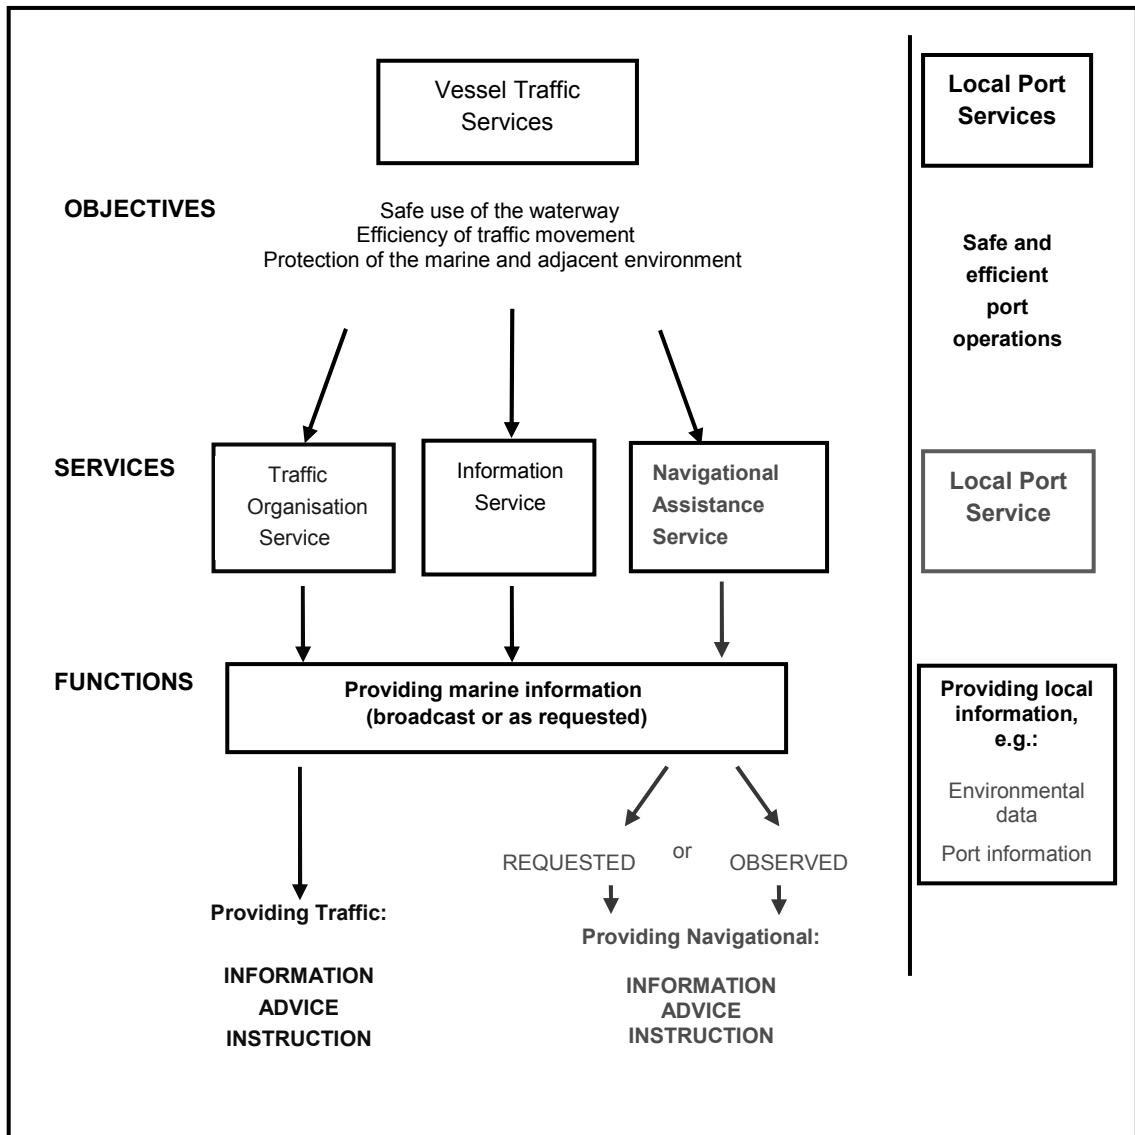 Vessel Traffic
Services
Local Port
Services
OBJECTIVES
Safe use of the waterway
Efficiency of traffic movement
Protection of the marine and adjacent environment
Safe and
efficient
port
operations
SERVICES
Traffic
Organisation
Service
Information
Service
Navigational
Assistance
Service
Local Port
Service
FUNCTIONS
Providing marine information
(broadcast or as requested)
Providing local
information,
e.g.:
Environmental
data
Port information
REQUESTED or OBSERVED
Providing Traffic:
INFORMATION
ADVICE
INSTRUCTION
Providing Navigational:
INFORMATION
ADVICE
INSTRUCTION